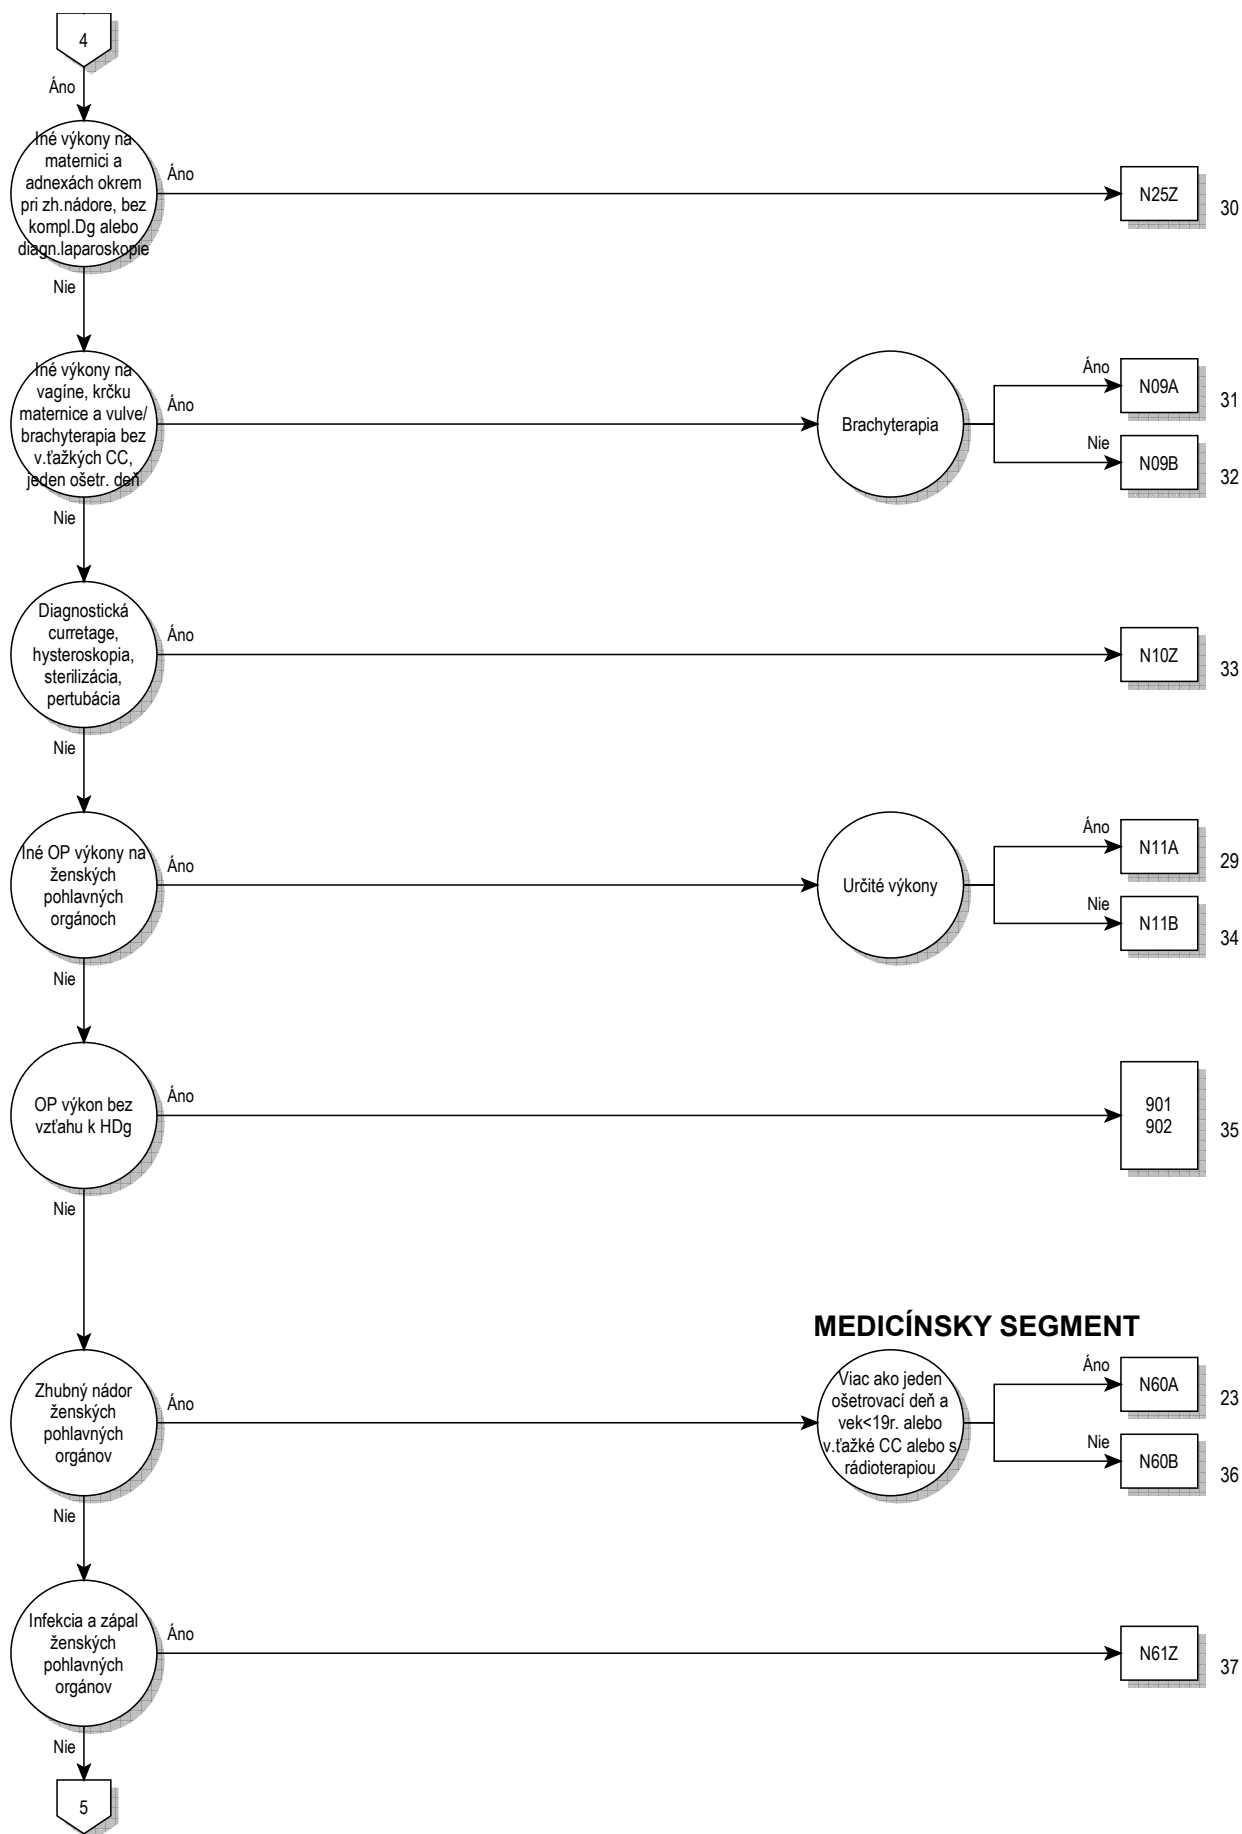 4
Áno
Iné výkony na
maternici a
adnexách okrem
pri zh.nádore, bez
kompl.Dg alebo
diagn.laparoskopie
Áno
N25Z
30
Nie
Iné výkony na
vagíne, krčku
maternice a vulve/
brachyterapia bez
v.ťažkých CC,
jeden ošetr. deň
Áno
Brachyterapia
Áno
N09A
31
Nie
N09B
32
Nie
Diagnostická
curretage,
hysteroskopia,
sterilizácia,
pertubácia
Áno
N10Z
33
Nie
Iné OP výkony na
ženských
pohlavných
orgánoch
Áno
Určité výkony
Áno
N11A
29
Nie
N11B
34
Nie
OP výkon bez
vzťahu k HDg
Áno
901
902
35
Nie
MEDICÍNSKY SEGMENT
Zhubný nádor
ženských
pohlavných
orgánov
Áno
Viac ako jeden
ošetrovací deň a
vek<19r. alebo
v.ťažké CC alebo s
rádioterapiou
Áno
N60A
23
Nie
N60B
36
Nie
Infekcia a zápal
ženských
pohlavných
orgánov
Áno
N61Z
37
Nie
5